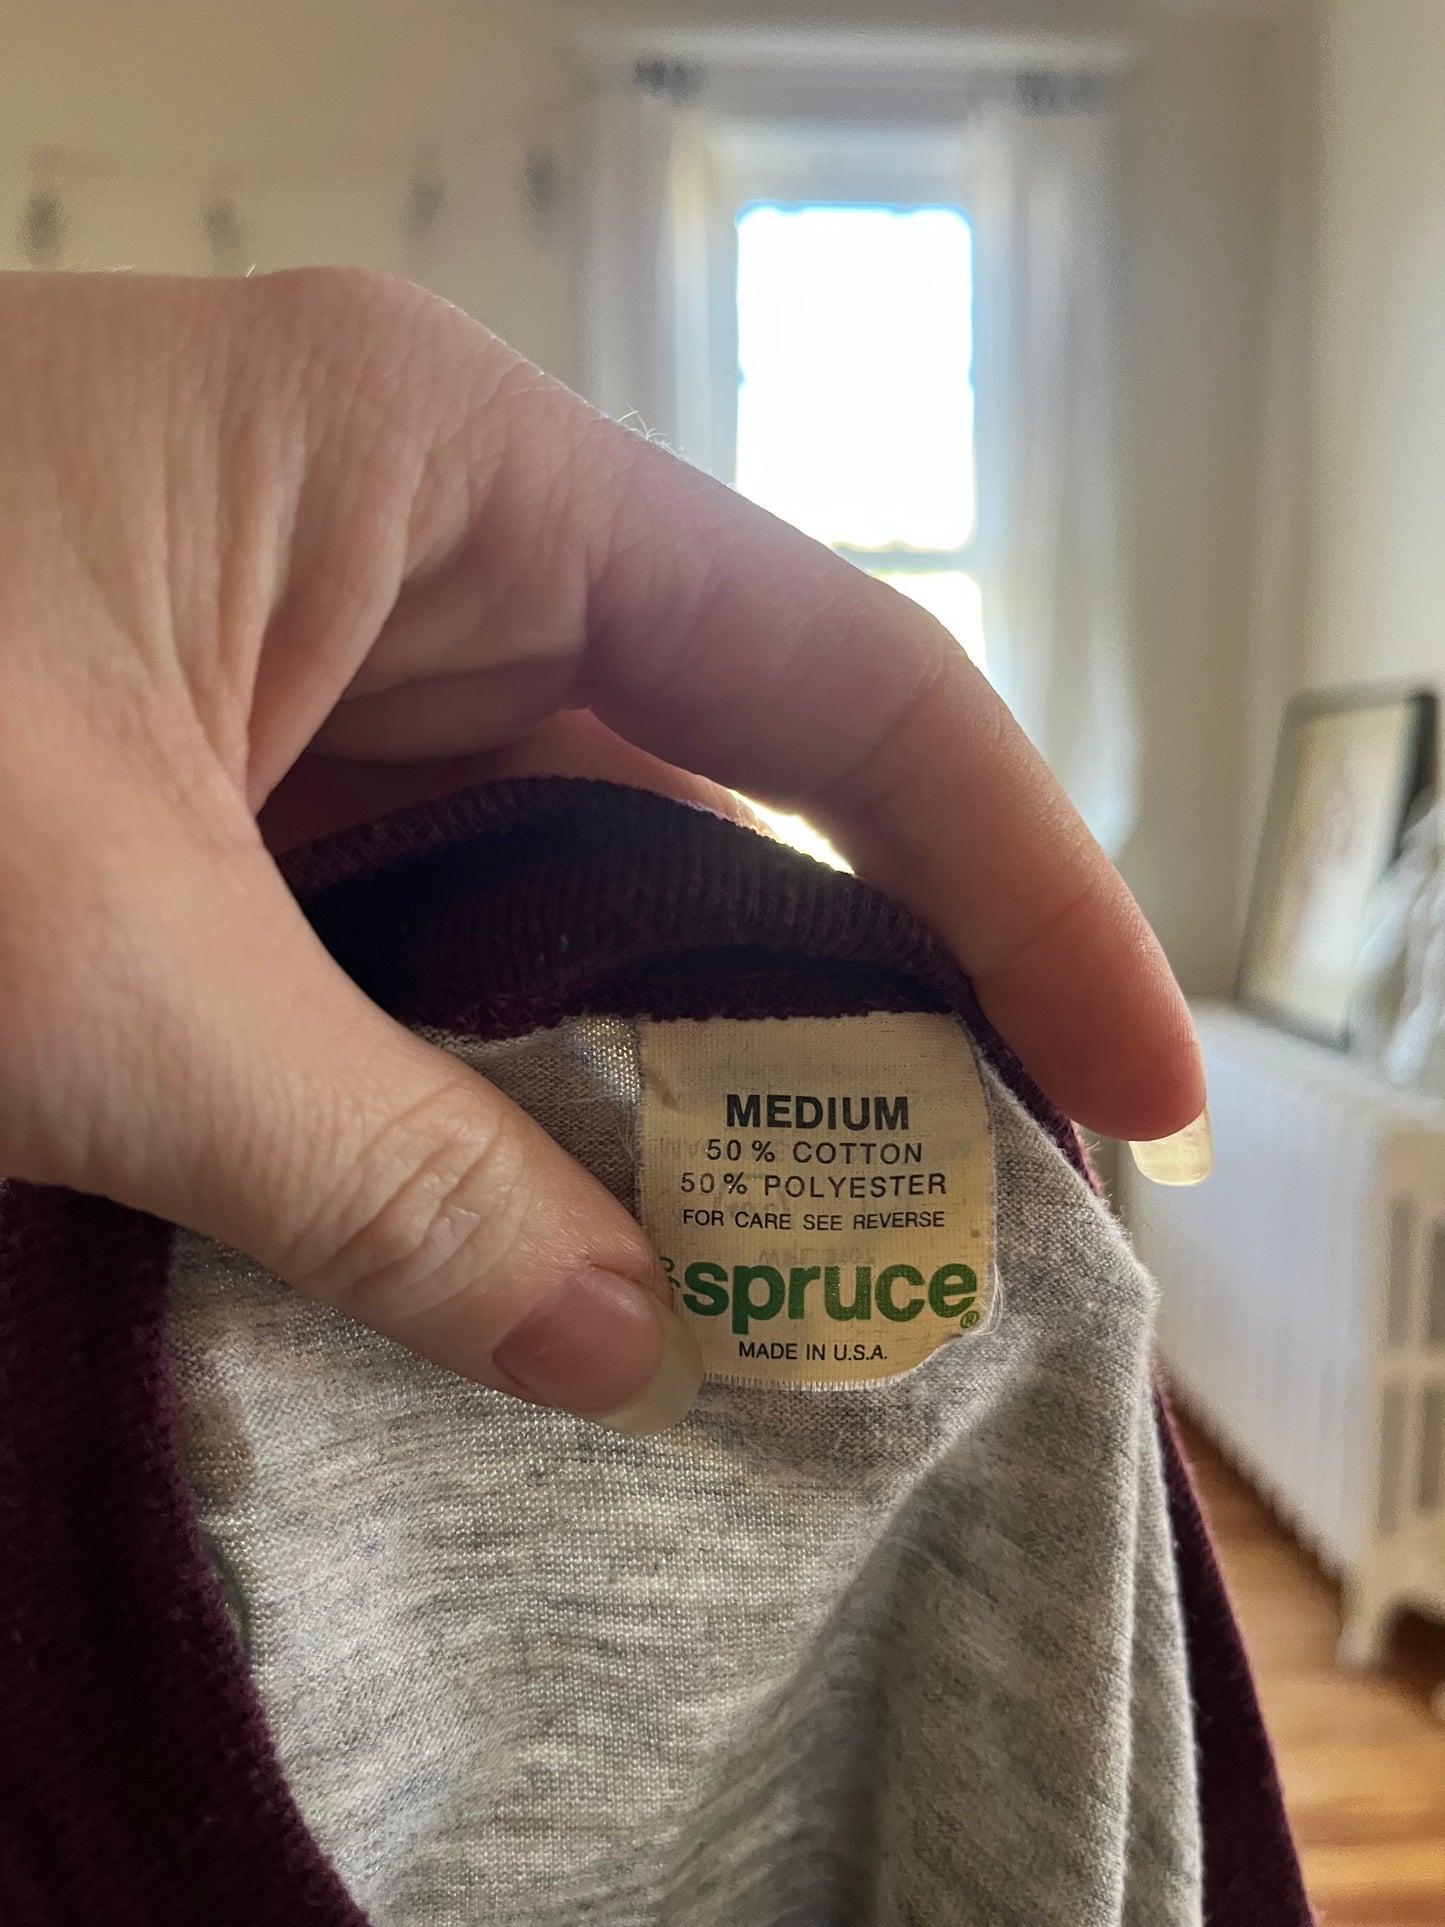 MEDIUM
50% COTTON
50% POLYESTER
FOR CARE SEE REVERSE
spruce®
MADE IN U.S.A.